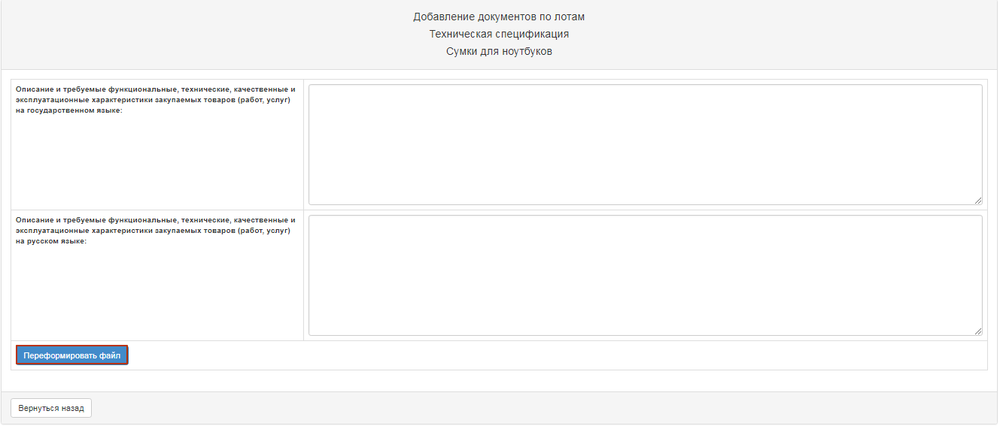 Добавление документов по лотам
Техническая спецификация
Сумки для ноутбуков
Описание и требуемые функциональные, технические, качественные и
эксплуатационные характеристики закупаемых товаров (работ, услуг)
на государственном языке:
Описание и требуемые функциональные, технические, качественные и
эксплуатационные характеристики закупаемых товаров (работ, услуг)
на русском языке:
Переформировать файл
Вернуться назад